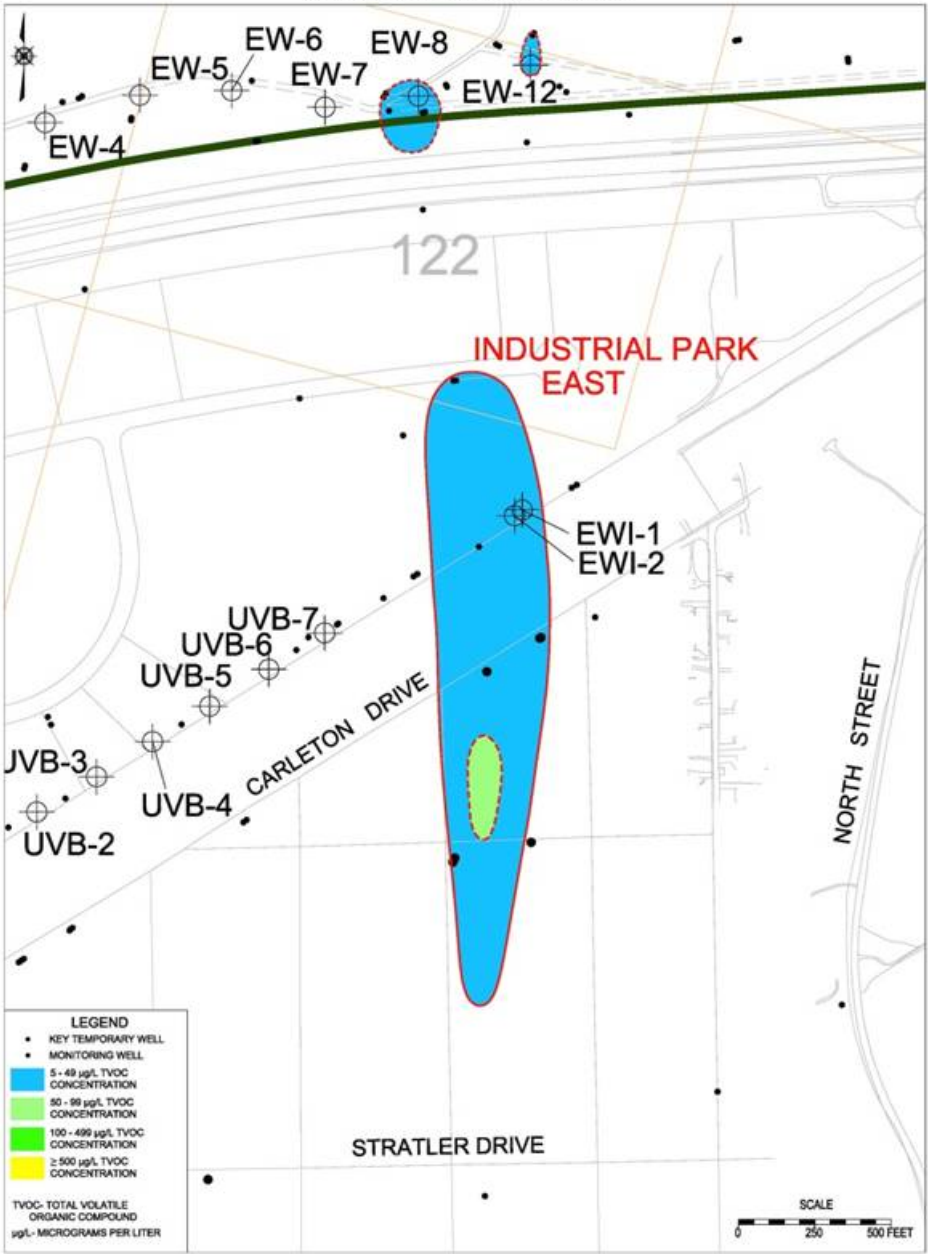 EW-6
EW-8
EW-5
EW-7
EW-12
EW-4
122
INDUSTRIAL PARK
EAST
EWI-1
EWI-2
UVB-7
UVB-6
UVB-5
CARLETON DRIVE
NORTH STREET
UVB-3
UVB-4
UVB-2
LEGEND
KEY TEMPORARY WELL
MONITORING WELL
5 - 49 µg/L TVOC
CONCENTRATION
50 - 99 µg/L TVOC
CONCENTRATION
100 - 499 µg/L TVOC
CONCENTRATION
≥ 500 µg/L TVOC
CONCENTRATION
TVOC- TOTAL VOLATILE
ORGANIC COMPOUND
µg/L- MICROGRAMS PER LITER
STRATLER DRIVE
SCALE
0 250 500 FEET